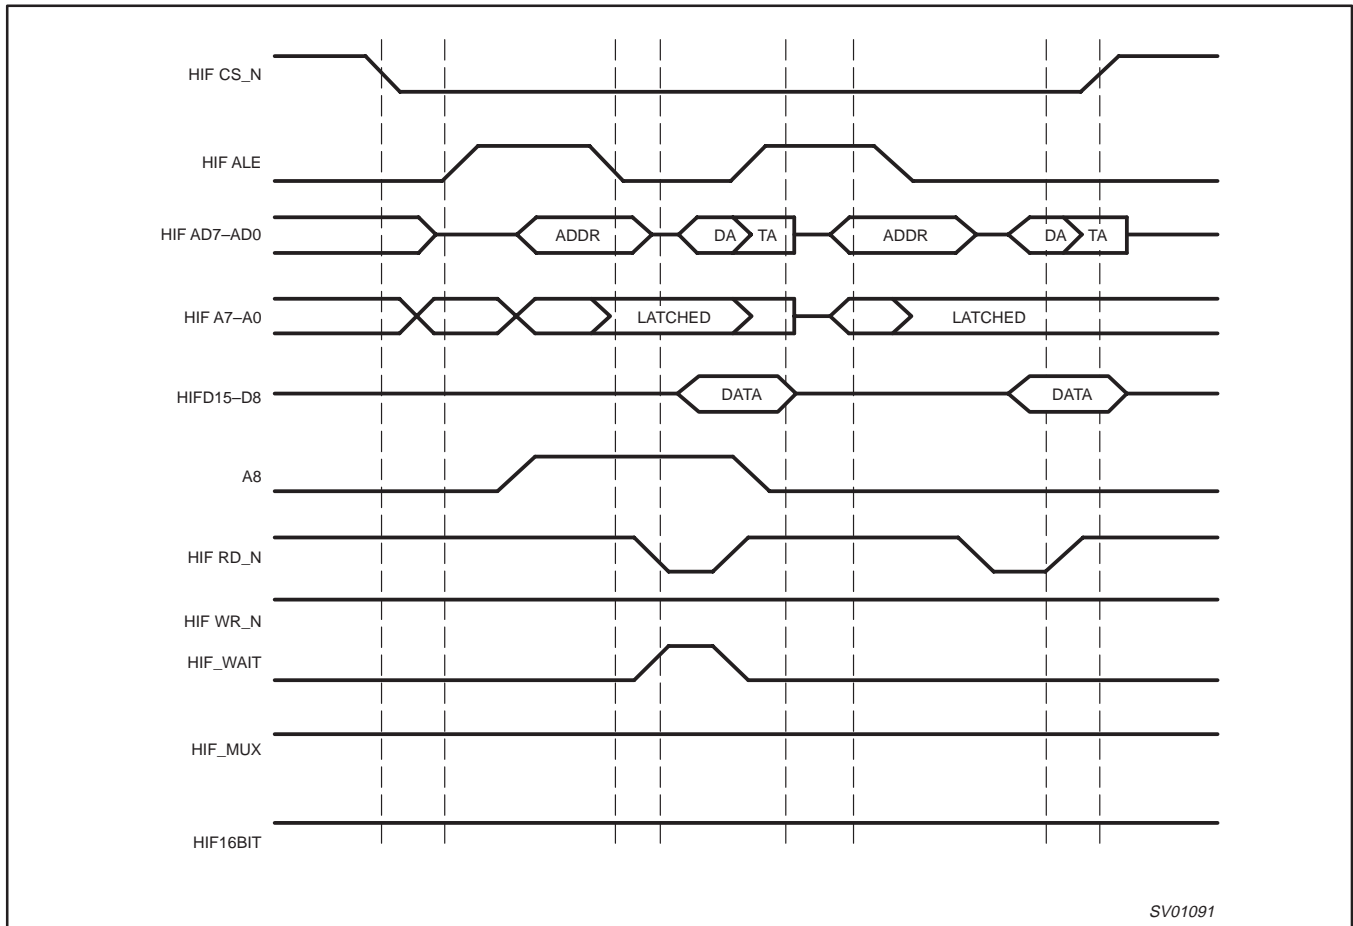 HIF CS_N
HIF ALE
HIF AD7–AD0 ADDR DA TA ADDR DA TA
HIF A7–A0 LATCHED LATCHED
HIFD15–D8 DATA DATA
A8
HIF RD_N
HIF WR_N
HIF_WAIT
HIF_MUX
HIF16BIT
SV01091